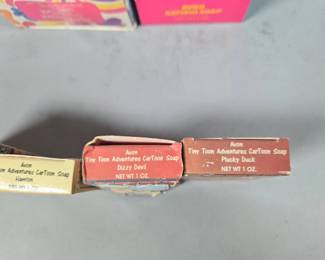 AVON
Avon
Tiny Toon Adventures CarToon Soap
Dizzy Devil
NET WT 1 OZ.
Avon
Tiny Toon Adventures CarToon Soap
Plucky Duck
NET WT. 1 OZ.
Avon
Toon Adventures CarToon Soap
Hamton